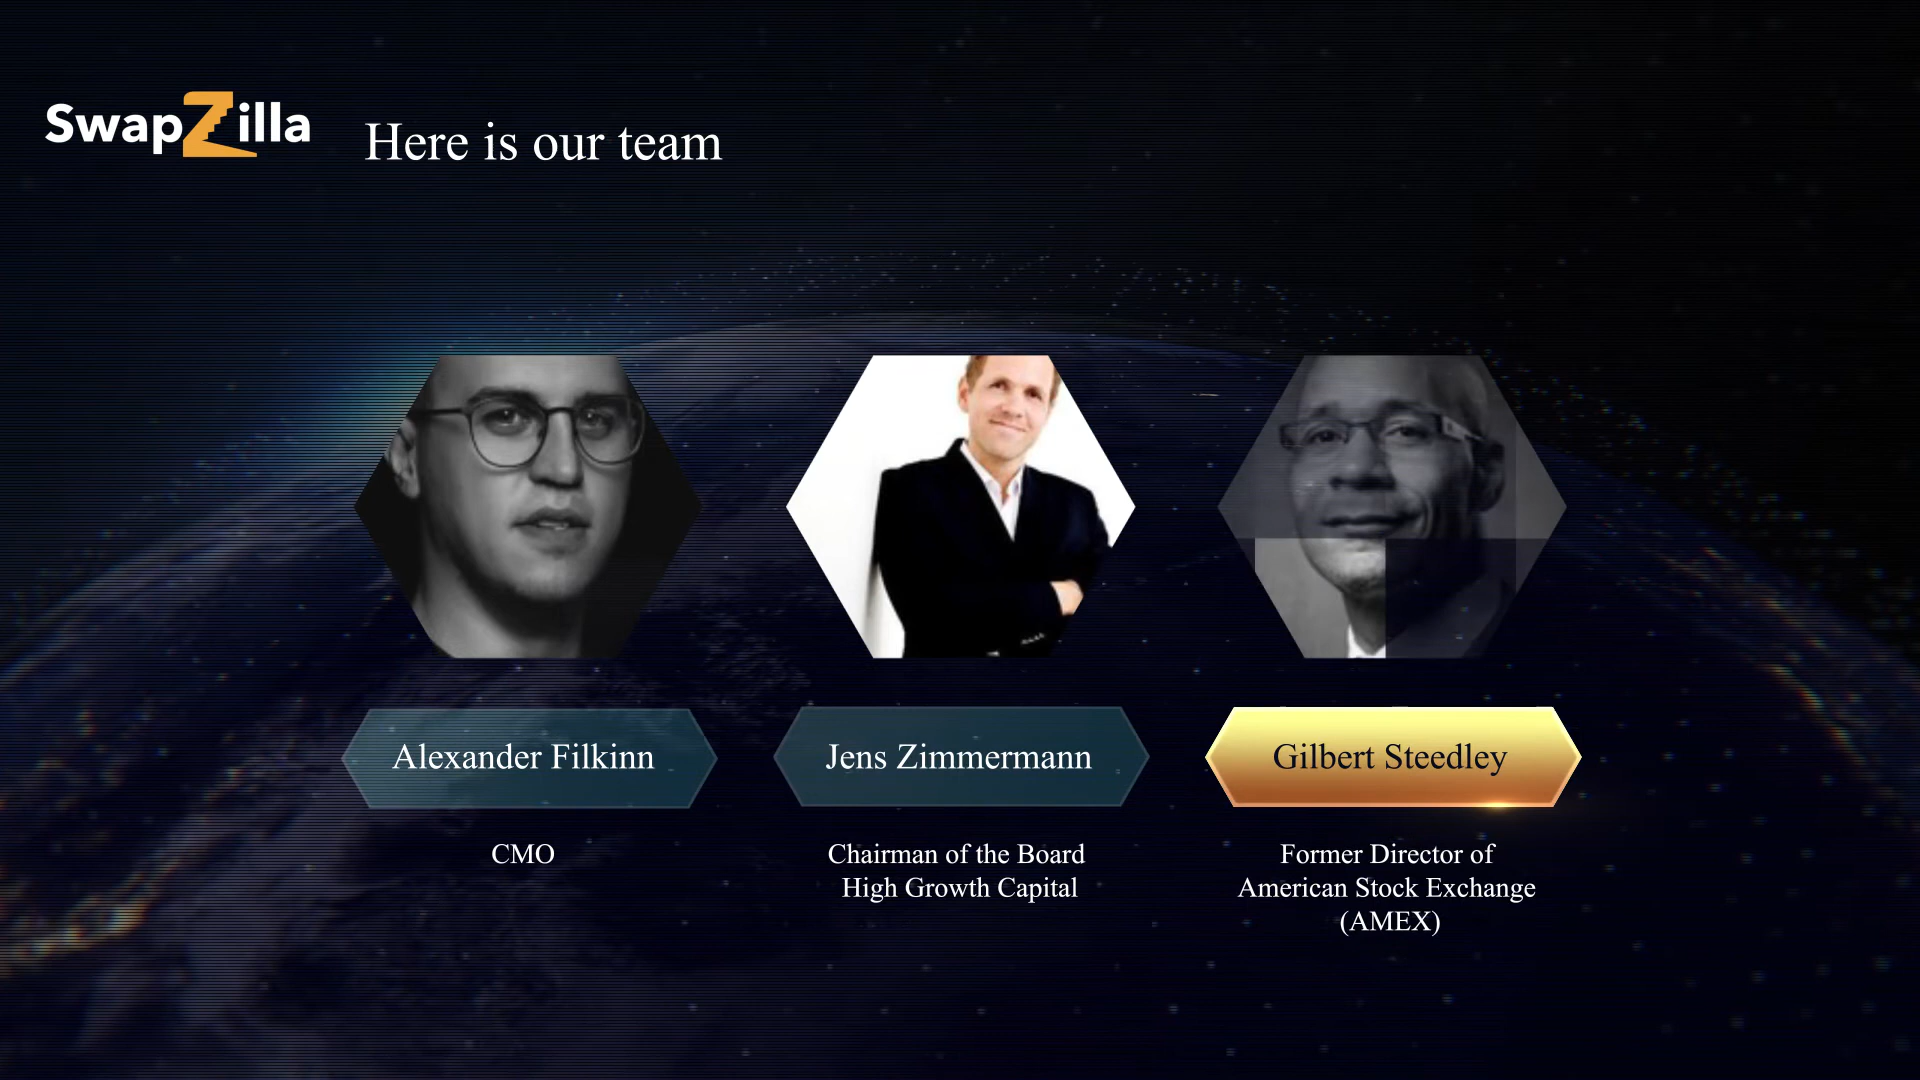 SwapZilla
Here is our team
Alexander Filkinn
Jens Zimmermann
Gilbert Steedley
CMO
Chairman of the Board
High Growth Capital
Former Director of
American Stock Exchange
(AMEX)